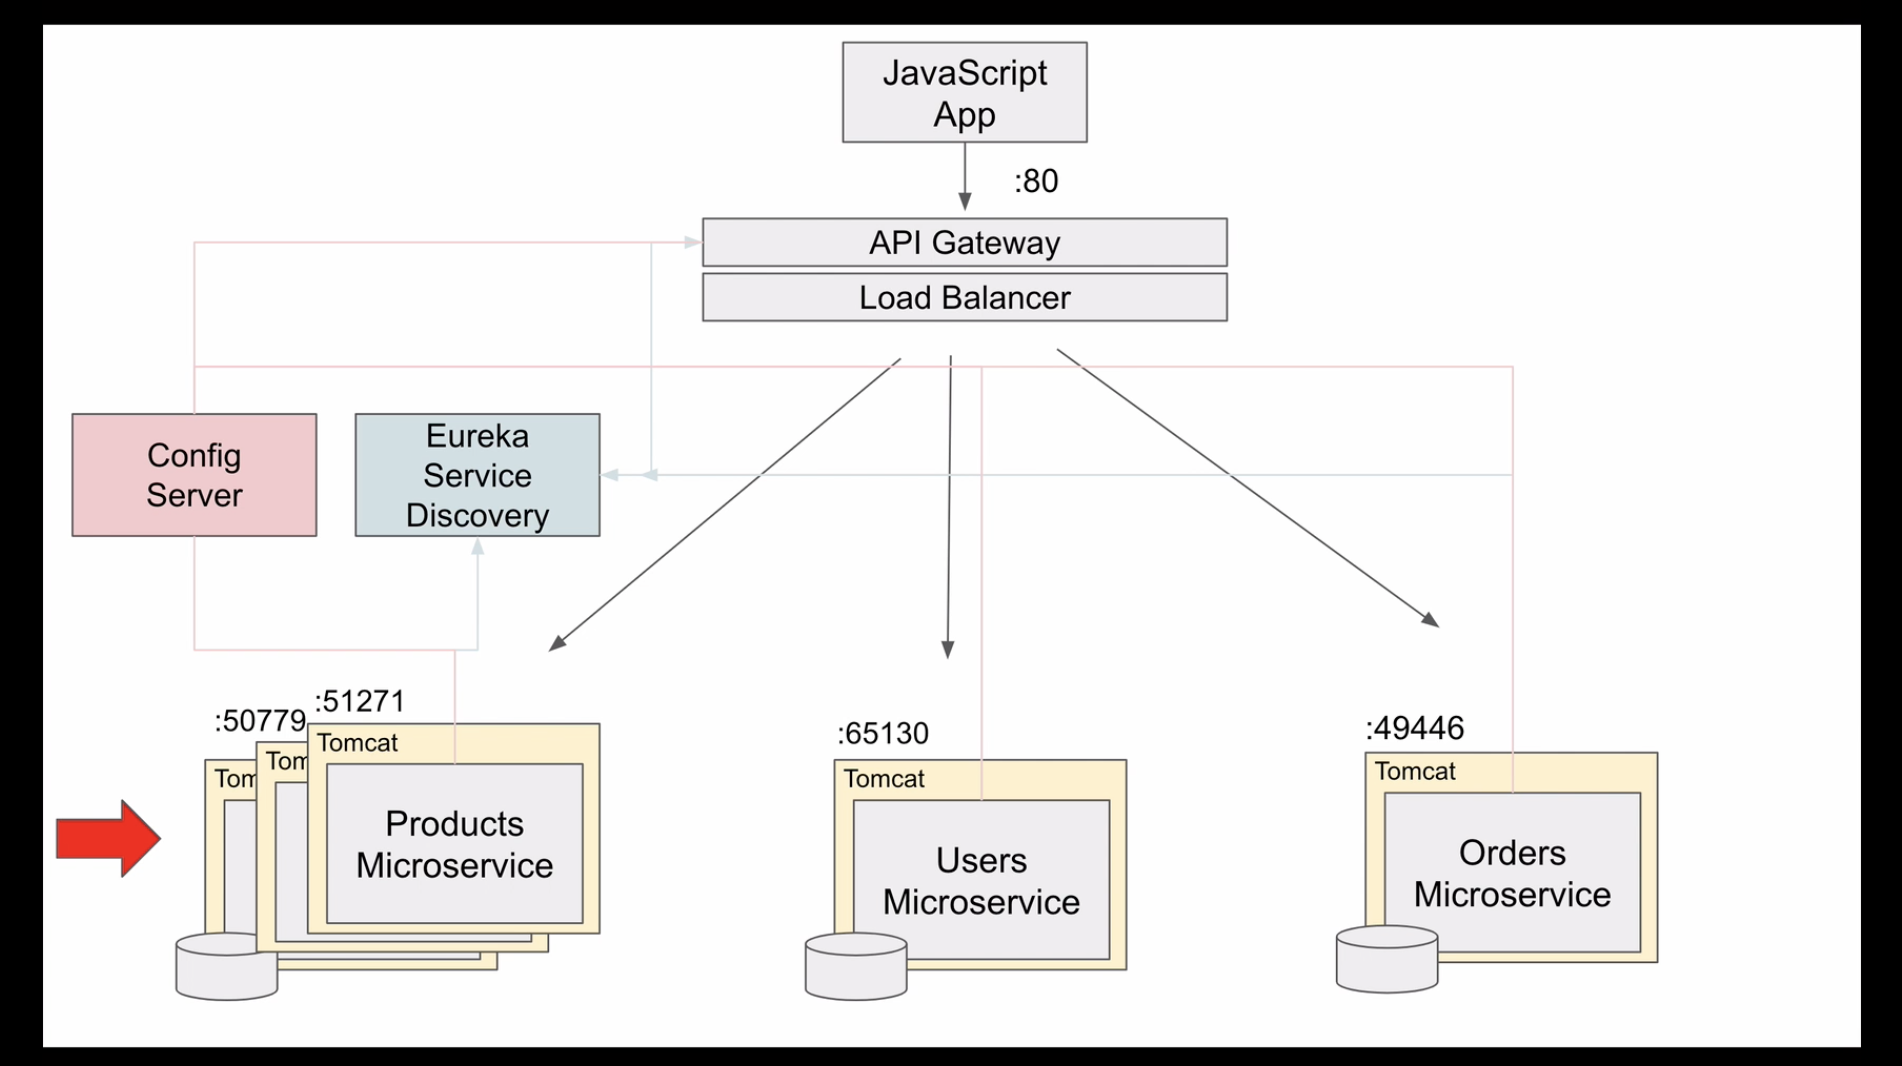 JavaScript
App
:80
API Gateway
Load Balancer
Config
Server
Eureka
Service
Discovery
:50779
:51271
Tom
Tom
Tomcat
Products
Microservice
:65130
Tomcat
Users
Microservice
:49446
Tomcat
Orders
Microservice